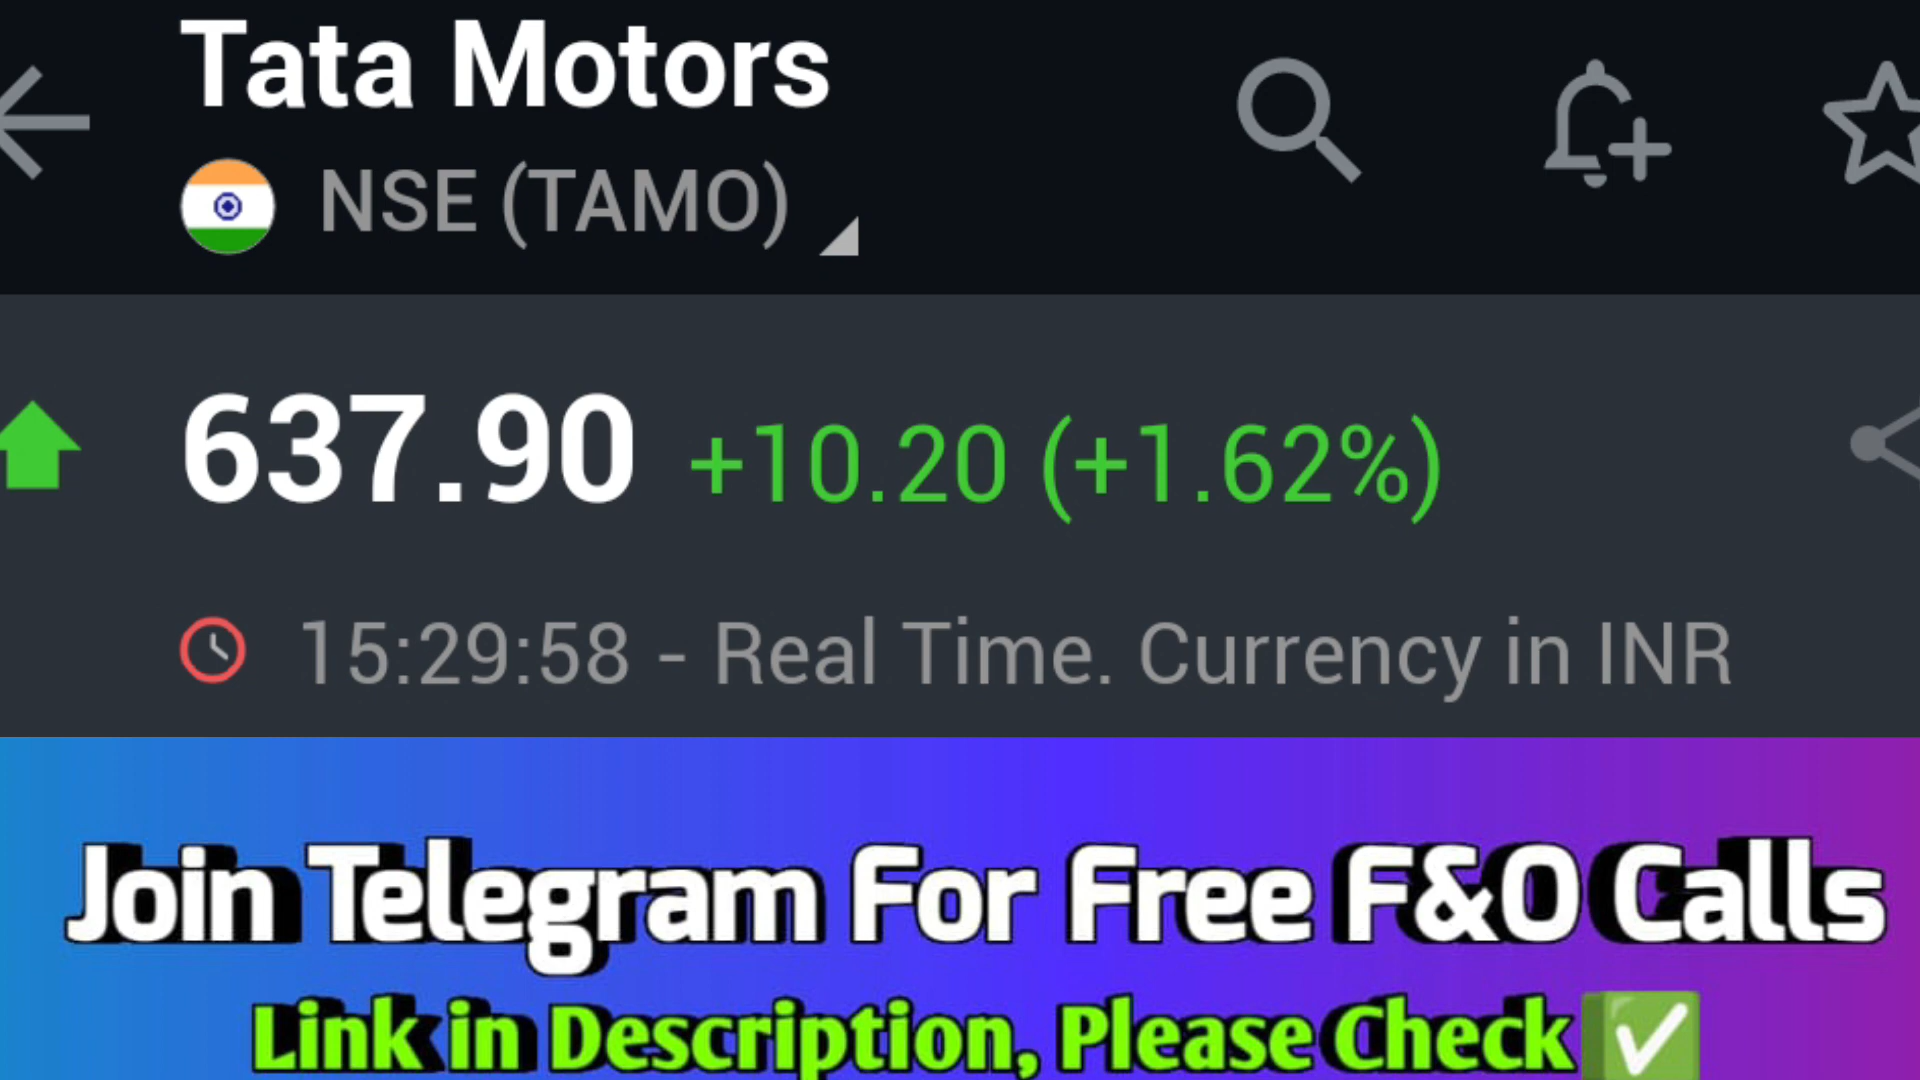 Tata Motors
NSE (TAMO)
637.90 +10.20 (+1.62%)
15:29:58 - Real Time. Currency in INR
Join Telegram For Free F&O Calls
Link in Description, Please Check ✅